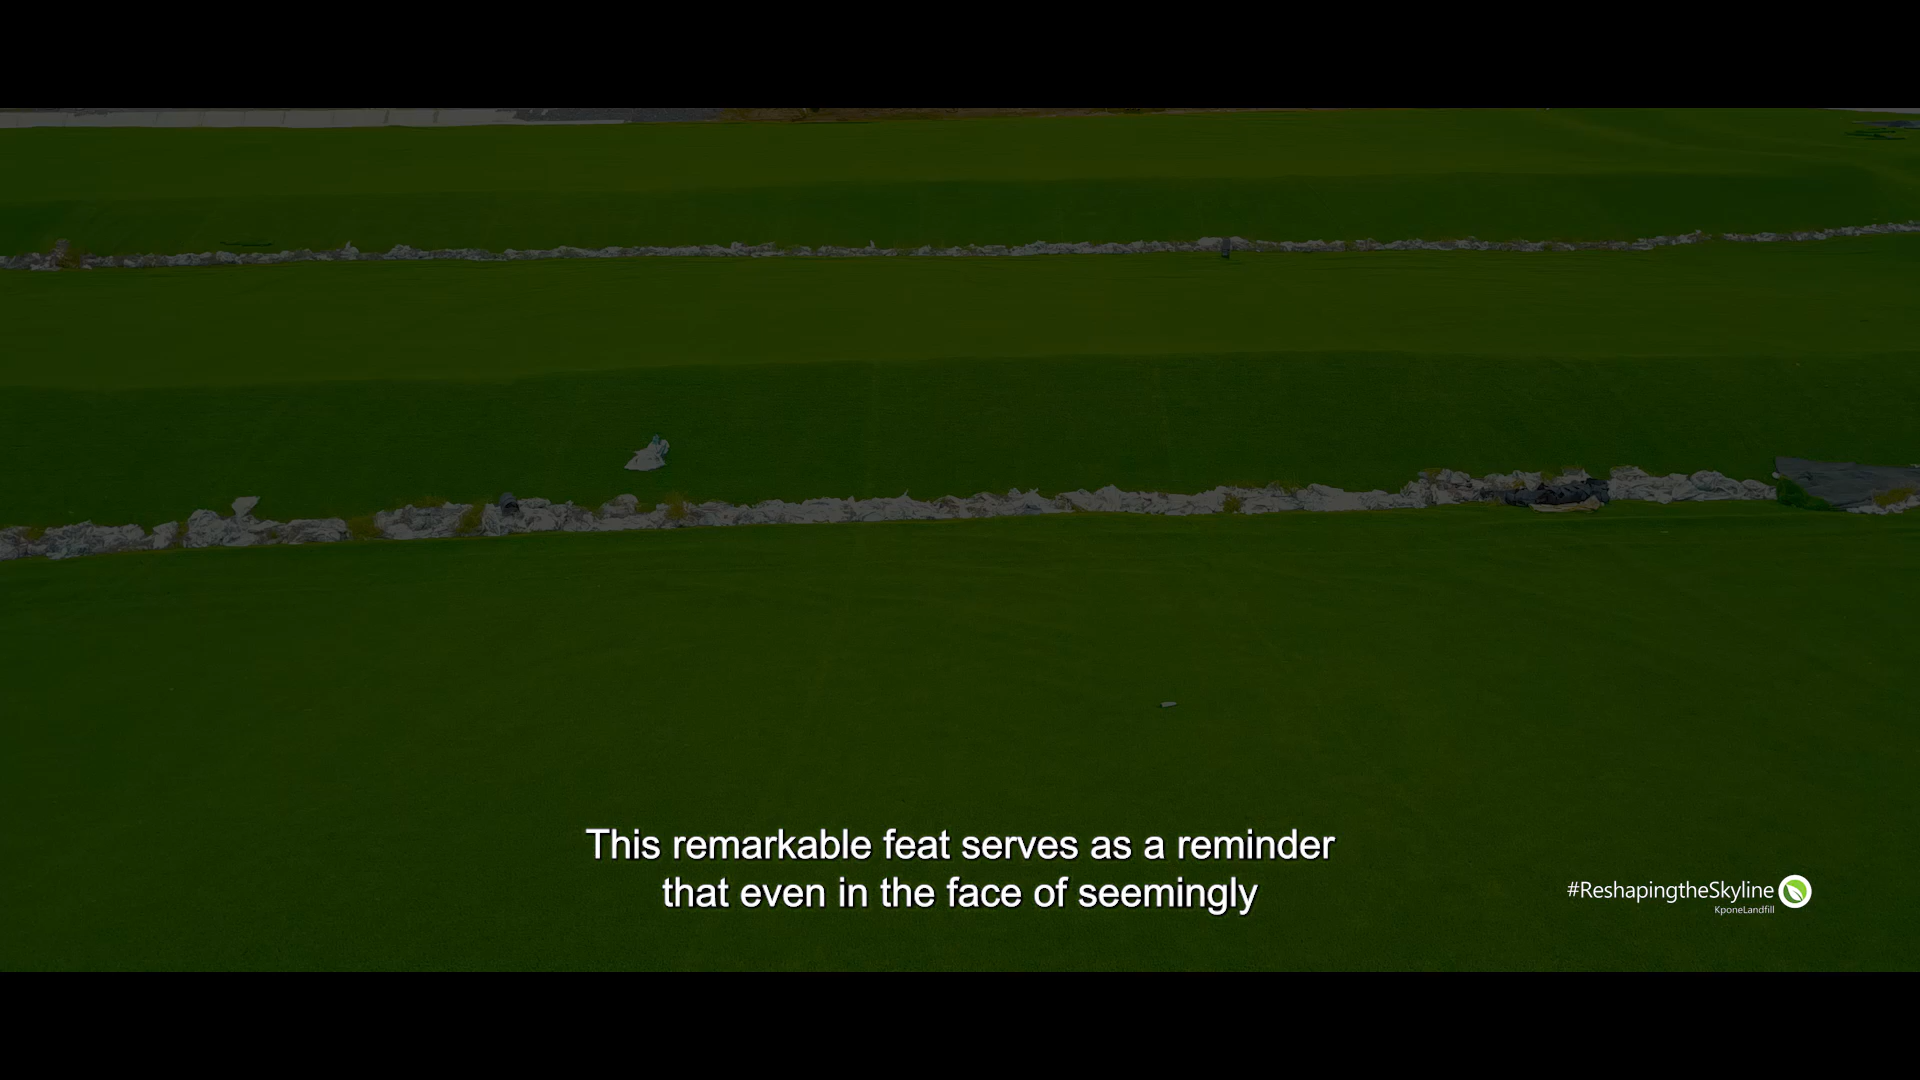 This remarkable feat serves as a reminder
that even in the face of seemingly
#ReshapingtheSkyline
KponeLandfill